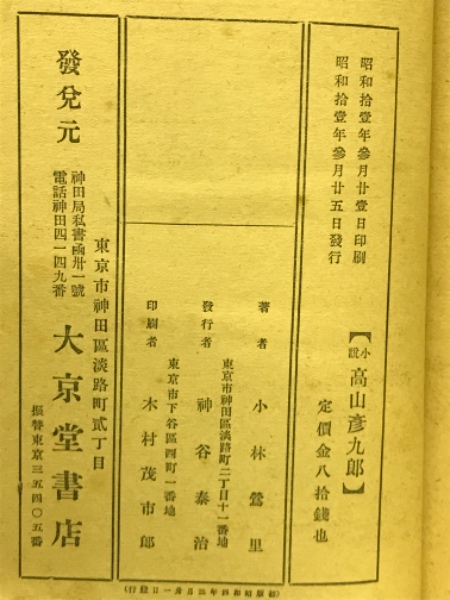 昭和拾壹年參月廿壹日印刷
昭和拾壹年參月廿五日發行
【小說 高山彥九郎】
定價金八拾錢也
著者 小林鶯里
東京市神田區淡路町二丁目十一番地
發行者 神谷泰治
東京市下谷區西町一番地
印刷者 木村茂市郎
東京市神田區淡路町貳丁目
發兌元 大京堂書店
神田局私書凾卅一號
電話神田四一四九番
振替東京三五四〇五番